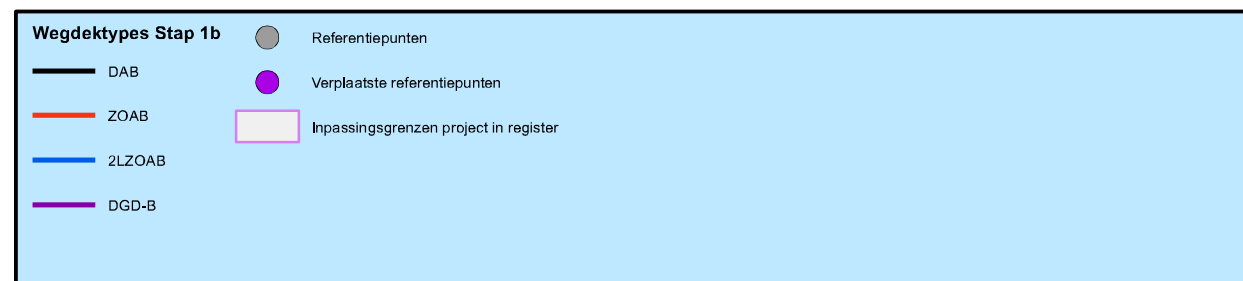 Wegdektypes Stap 1b
DAB
ZOAB
2LZOAB
DGD-B
Referentiepunten
Verplaatste referentiepunten
Inpassingsgrenzen project in register